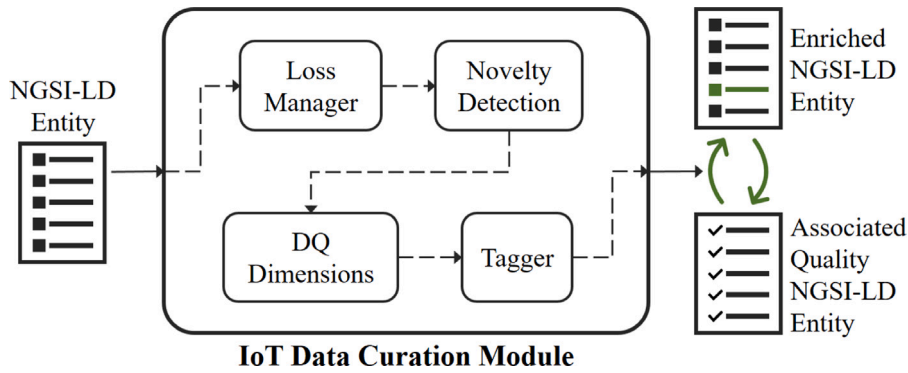 NGSI-LD
Entity
Loss
Manager
Novelty
Detection
DQ
Dimensions
Tagger
IoT Data Curation Module
Enriched
NGSI-LD
Entity
Associated
Quality
NGSI-LD
Entity